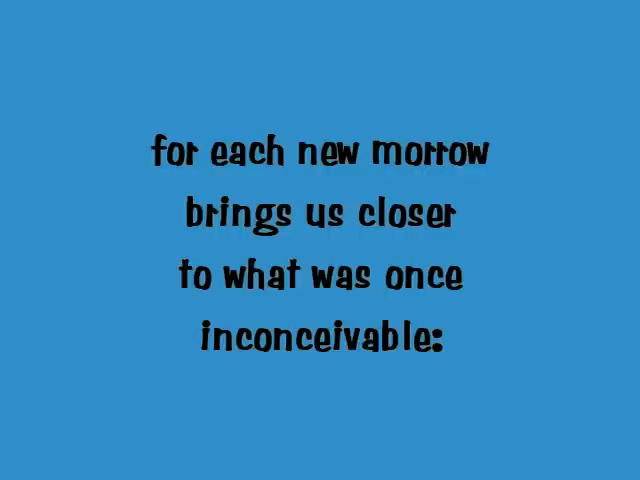 for each new morrow
brings us closer
to what was once
inconceivable: